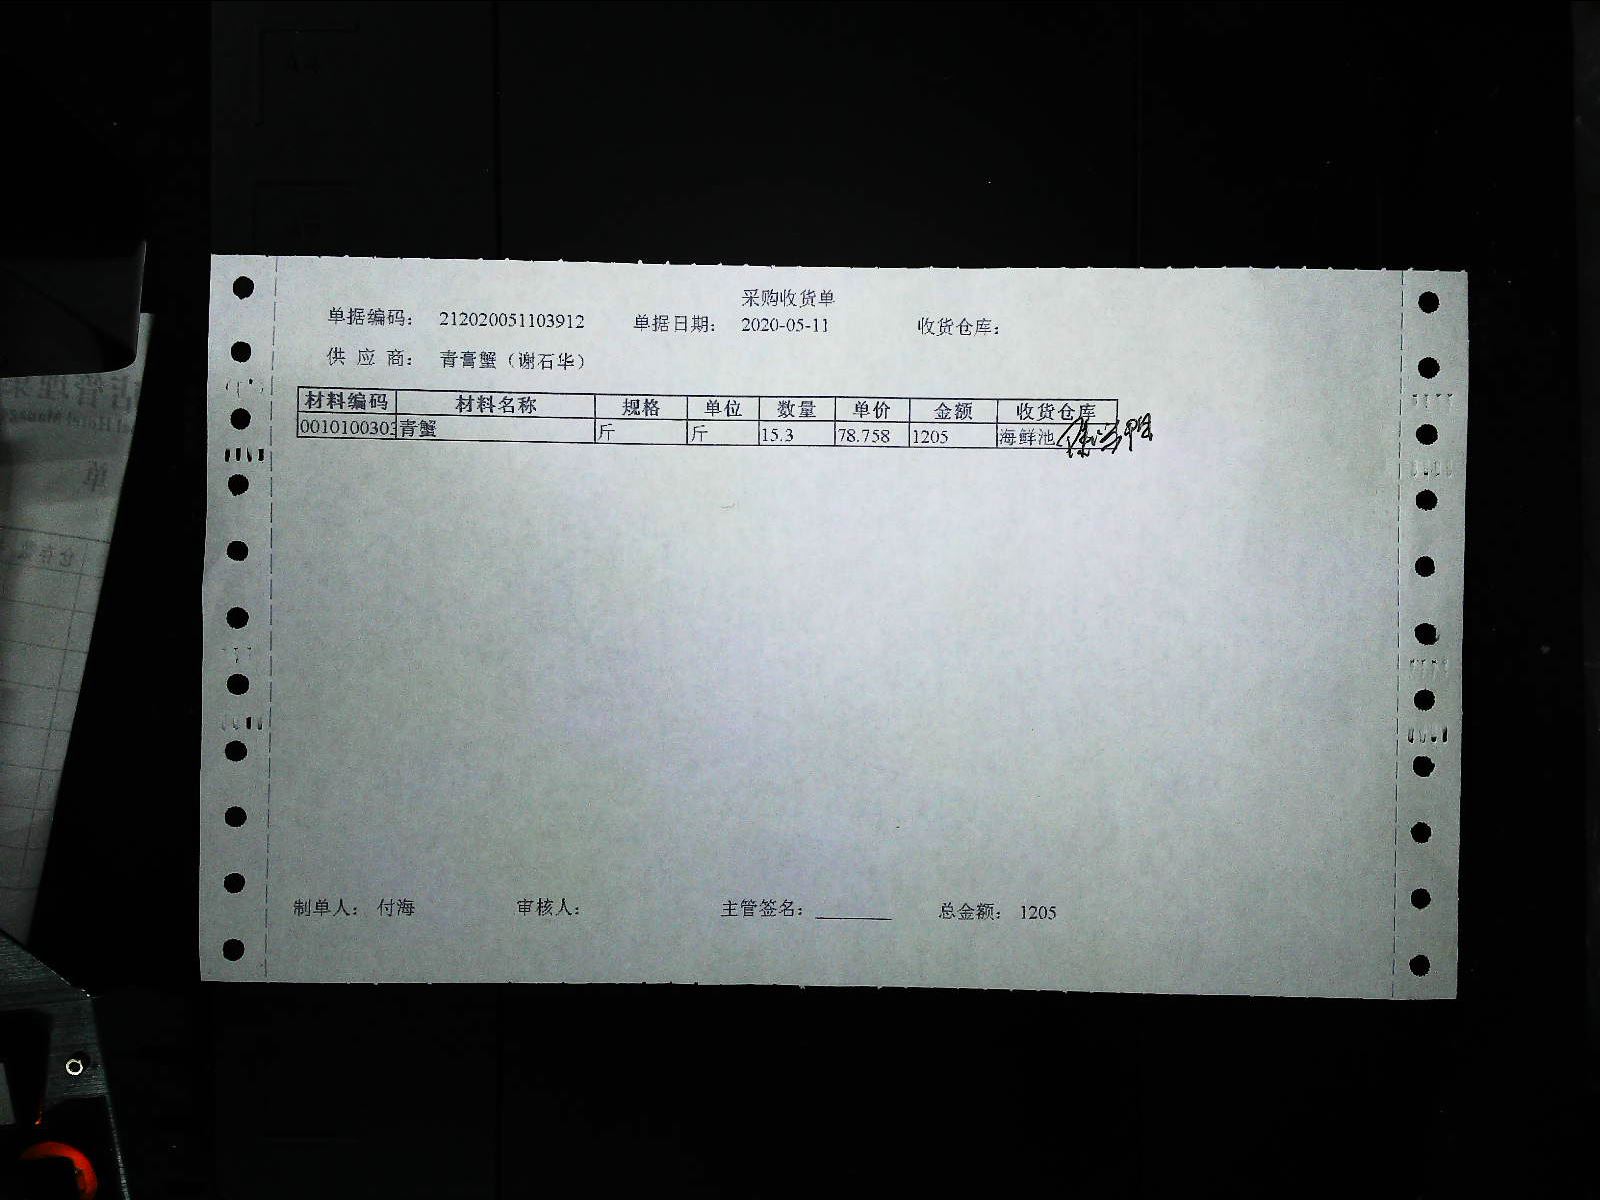 采购收货单
单据编码： 212020051103912 单据日期： 2020-05-11 收货仓库：
供 应 商： 青膏蟹（谢石华）
材料编码 材料名称 规格 单位 数量 单价 金额 收货仓库
0010100303 青蟹 斤 斤 15.3 78.758 1205 海鲜池
制单人： 付海 审核人： 主管签名： ________ 总金额： 1205